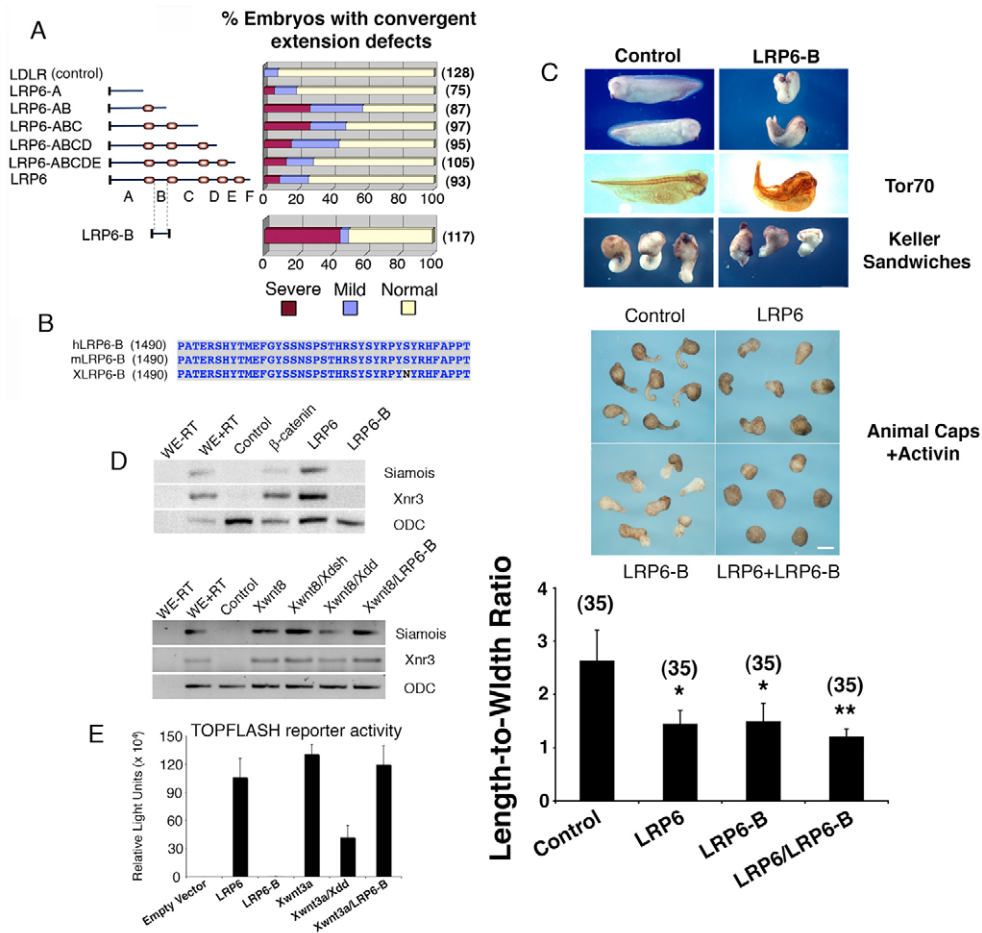 A
% Embryos with convergent
extension defects
LDLR (control)
(128)
LRP6-A
(75)
LRP6-AB
(87)
LRP6-ABC
(97)
LRP6-ABCD
(95)
LRP6-ABCDE
(105)
LRP6
(93)
A B C D E F
0 20 40 60 80 100
LRP6-B
(117)
0 20 40 60 80 100
Severe Mild Normal
B
hLRP6-B (1490) PATERSHYTMEFGYSSNSPSTHRSYSYRPYSYRHFAPPT
mLRP6-B (1490) PATERSHYTMEFGYSSNSPSTHRSYSYRPYSYRHFAPPT
XLRP6-B (1490) PATERSHYTMEFGYSSNSPSTHRSYSYRPYNYRHFAPPT
C
Control LRP6-B
Tor70
Keller
Sandwiches
Control LRP6
Animal Caps
+Activin
LRP6-B LRP6+LRP6-B
Length-to-Width Ratio
4
3
2
1
0
(35)
(35)
*
(35)
*
(35)
**
Control
LRP6
LRP6-B
LRP6/LRP6-B
D
WE-RT
WE+RT
Control
β-catenin
LRP6
LRP6-B
Siamois
Xnr3
ODC
WE-RT
WE+RT
Control
Xwnt8
Xwnt8/Xdsh
Xwnt8/Xdd
Xwnt8/LRP6-B
Siamois
Xnr3
ODC
E
TOPFLASH reporter activity
Relative Light Units (x 10⁴)
150
120
90
60
30
0
Empty Vector
LRP6
LRP6-B
Xwnt3a
Xwnt3a/Xdd
Xwnt3a/LRP6-B